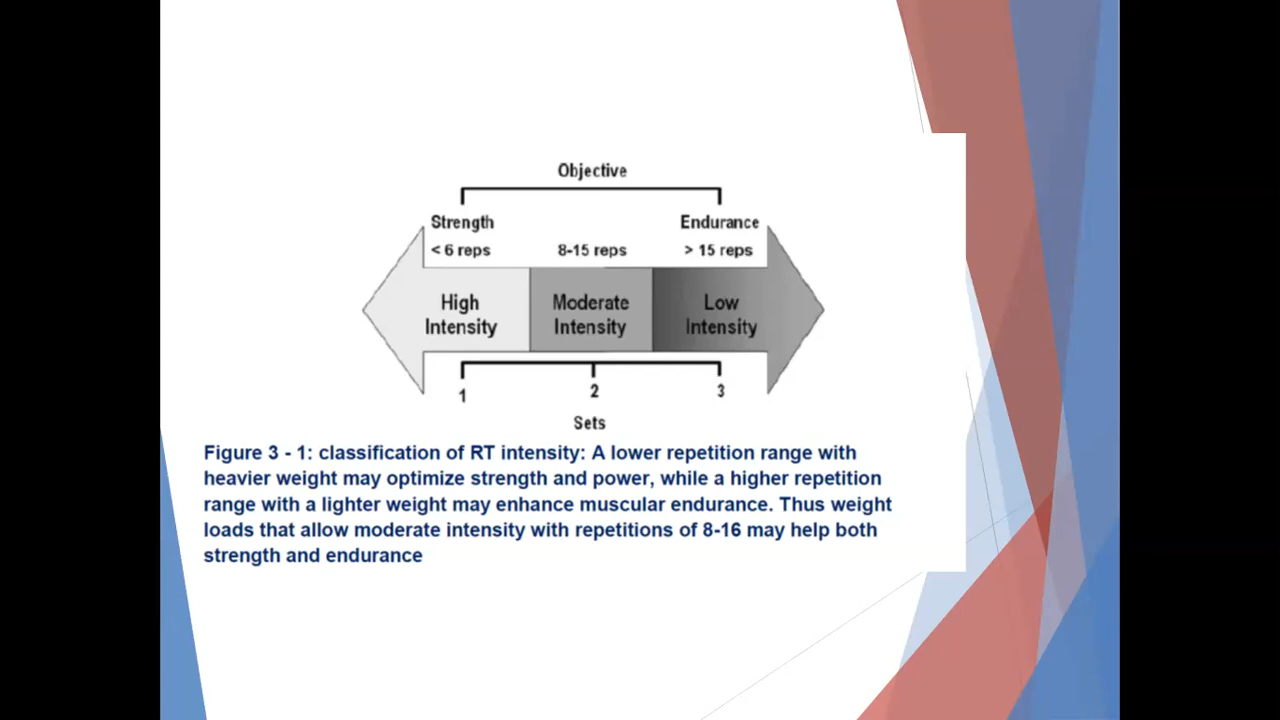 Objective
Strength Endurance
< 6 reps 8-15 reps > 15 reps
High Moderate Low
Intensity Intensity Intensity
1 2 3
Sets
Figure 3 - 1: classification of RT intensity: A lower repetition range with
heavier weight may optimize strength and power, while a higher repetition
range with a lighter weight may enhance muscular endurance. Thus weight
loads that allow moderate intensity with repetitions of 8-16 may help both
strength and endurance